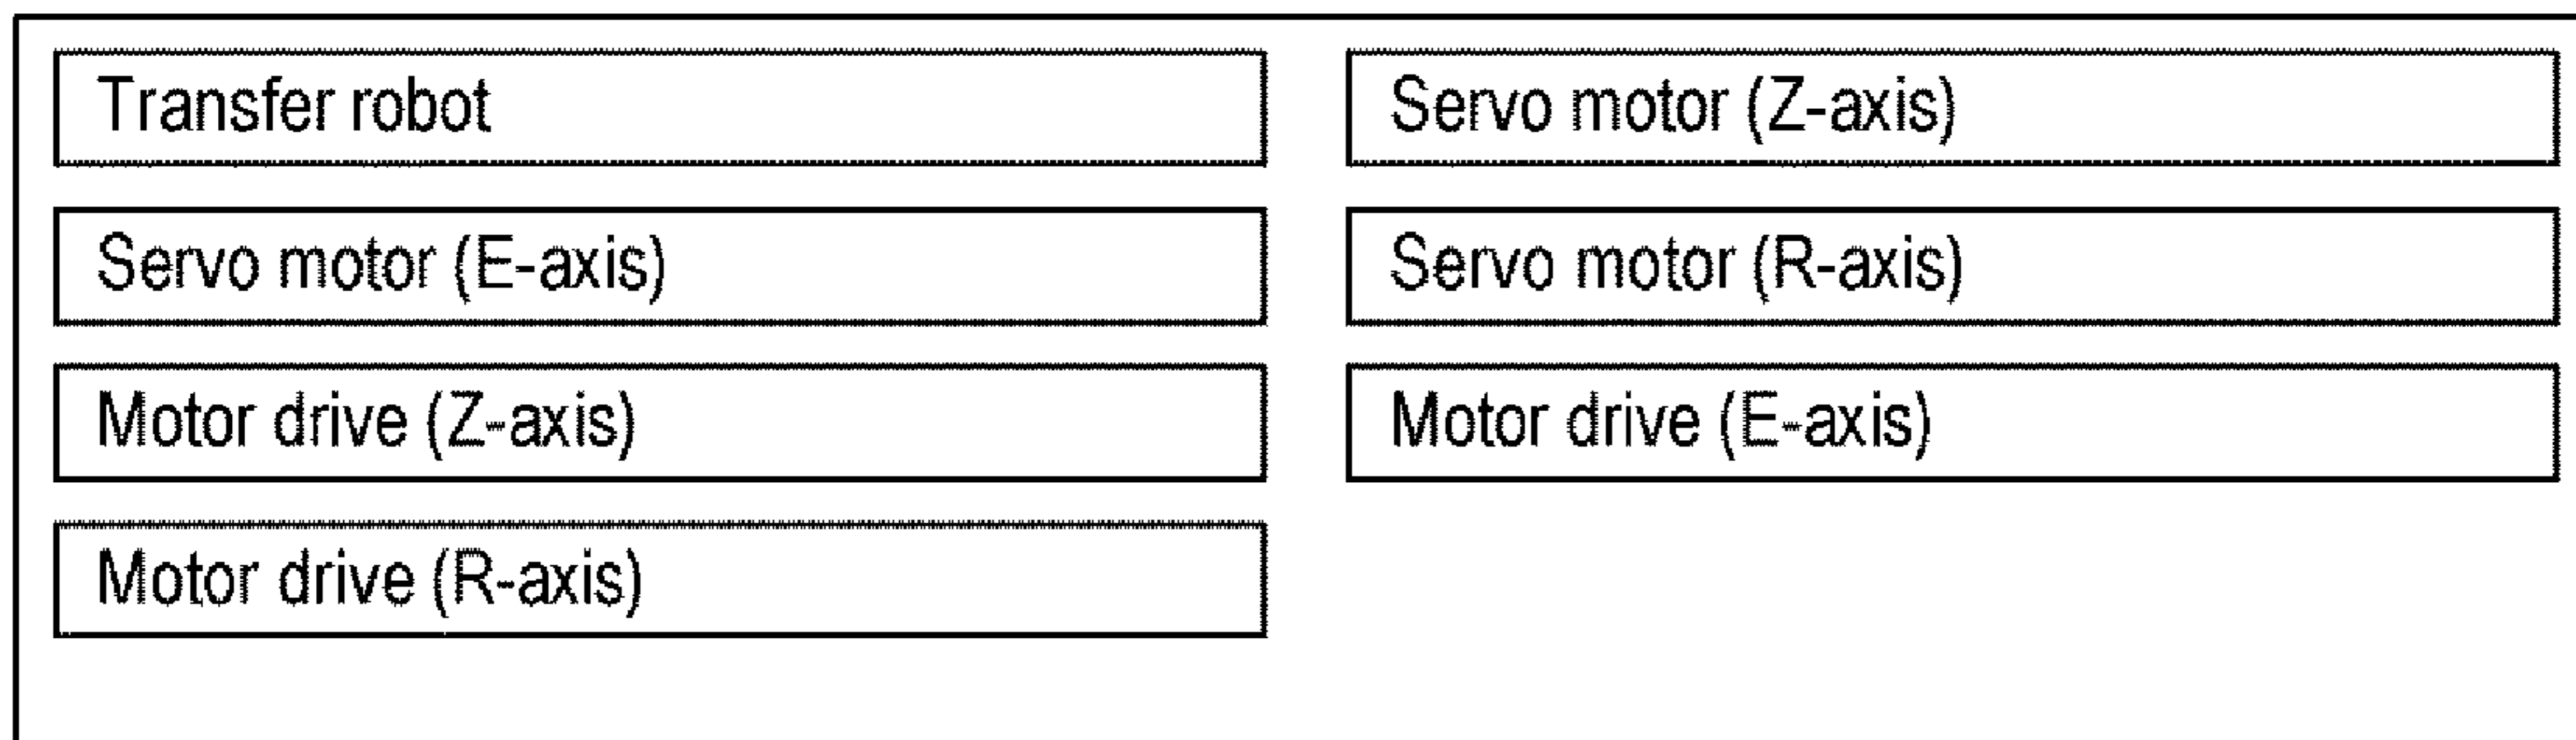 Transfer robot
Servo motor (Z-axis)
Servo motor (E-axis)
Servo motor (R-axis)
Motor drive (Z-axis)
Motor drive (E-axis)
Motor drive (R-axis)